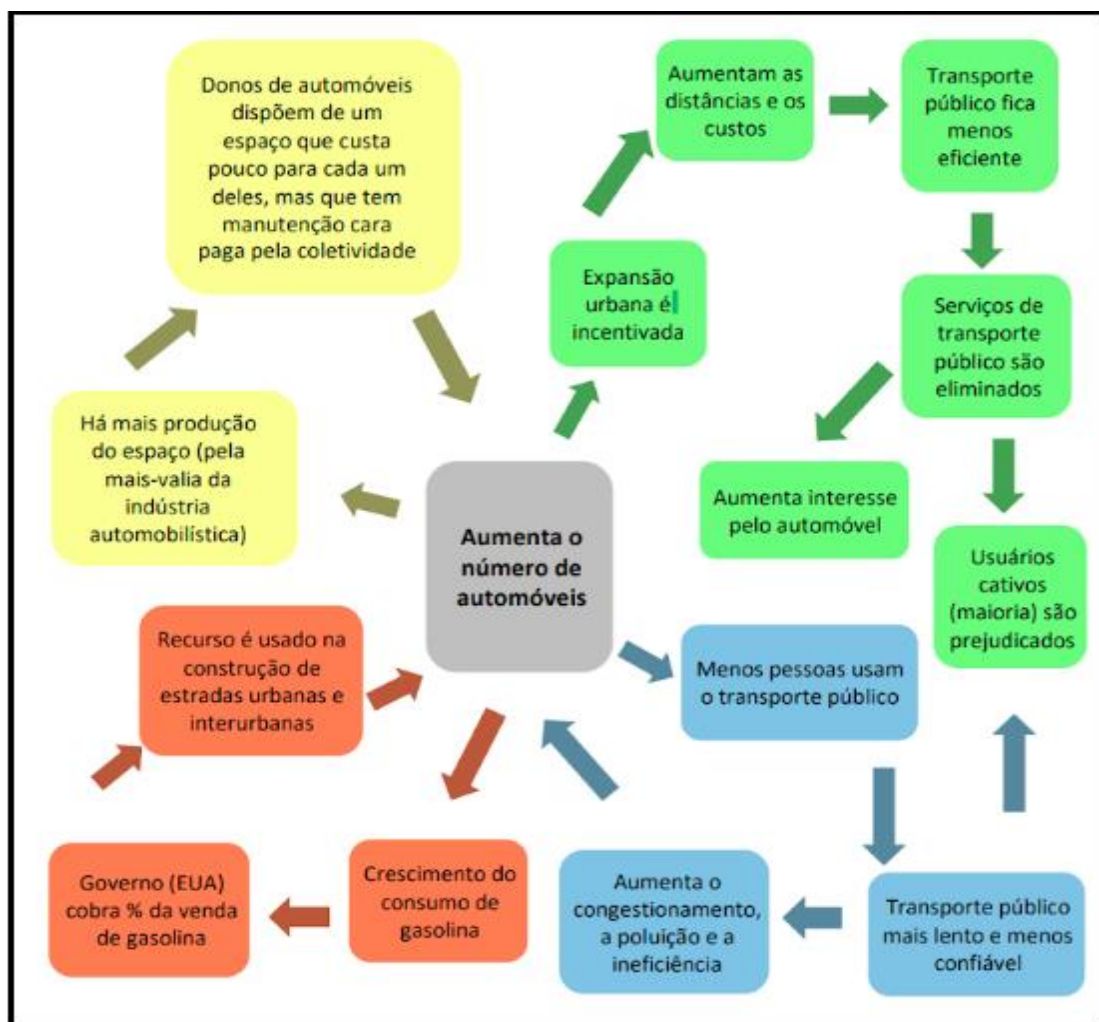 Donos de automóveis
dispõem de um
espaço que custa
pouco para cada um
deles, mas que tem
manutenção cara
paga pela coletividade
Aumentam as
distâncias e os
custos
Transporte
público fica
menos
eficiente
Expansão
urbana é
incentivada
Serviços de
transporte
público são
eliminados
Há mais produção
do espaço (pela
mais-valia da
indústria
automobilística)
Aumenta o
número de
automóveis
Aumenta interesse
pelo automóvel
Usuários
cativos
(maioria) são
prejudicados
Recurso é usado na
construção de
estradas urbanas e
interurbanas
Menos pessoas usam
o transporte público
Governo (EUA)
cobra % da venda
de gasolina
Crescimento do
consumo de
gasolina
Aumenta o
congestionamento,
a poluição e a
ineficiência
Transporte público
mais lento e menos
confiável